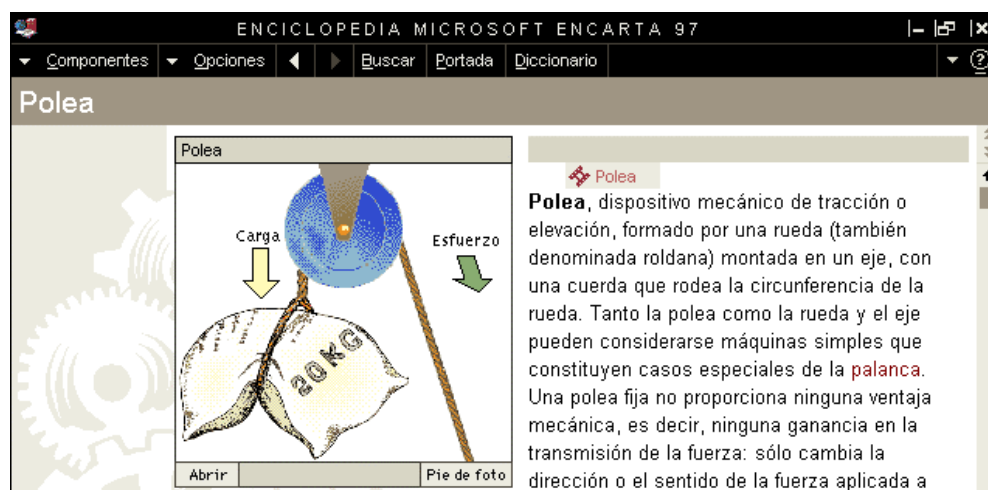 ENCICLOPEDIA MICROSOFT ENCARTA 97
Componentes Opciones Buscar Portada Diccionario
Polea
Polea
Carga
Esfuerzo
20 KG
Abrir Pie de foto
Polea
Polea, dispositivo mecánico de tracción o
elevación, formado por una rueda (también
denominada roldana) montada en un eje, con
una cuerda que rodea la circunferencia de la
rueda. Tanto la polea como la rueda y el eje
pueden considerarse máquinas simples que
constituyen casos especiales de la palanca.
Una polea fija no proporciona ninguna ventaja
mecánica, es decir, ninguna ganancia en la
transmisión de la fuerza: sólo cambia la
dirección o el sentido de la fuerza aplicada a